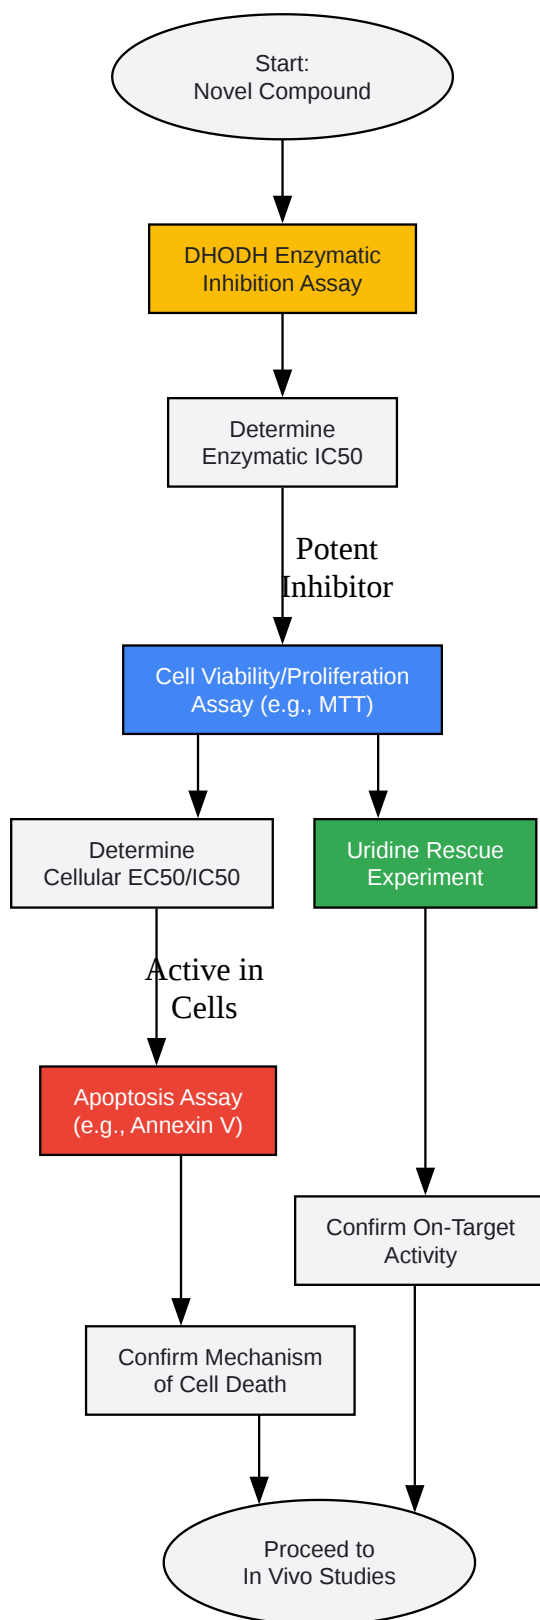 Start:
Novel Compound
DHODH Enzymatic
Inhibition Assay
Determine
Enzymatic IC50
Potent
Inhibitor
Cell Viability/Proliferation
Assay (e.g., MTT)
Determine
Cellular EC50/IC50
Uridine Rescue
Experiment
Active in
Cells
Apoptosis Assay
(e.g., Annexin V)
Confirm On-Target
Activity
Confirm Mechanism
of Cell Death
Proceed to
In Vivo Studies